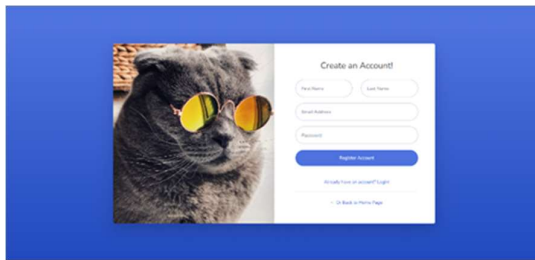 Create an Account!
First Name
Last Name
Email Address
Password
Register Account
Already have an account? Login
Or Back to Home Page